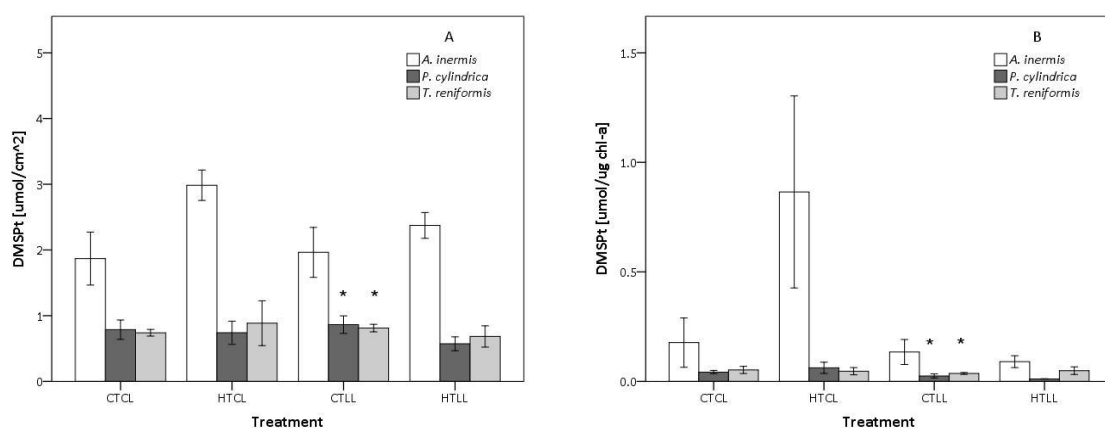 A
A. inermis
P. cylindrica
T. reniformis
DMSPt [umol/cm^2]
5
4
3
2
1
0
* *
CTCL HTCL CTLL HTLL
Treatment
B
A. inermis
P. cylindrica
T. reniformis
DMSPt [umol/ug chl-a]
1.5
1.0
0.5
0.0
* *
CTCL HTCL CTLL HTLL
Treatment